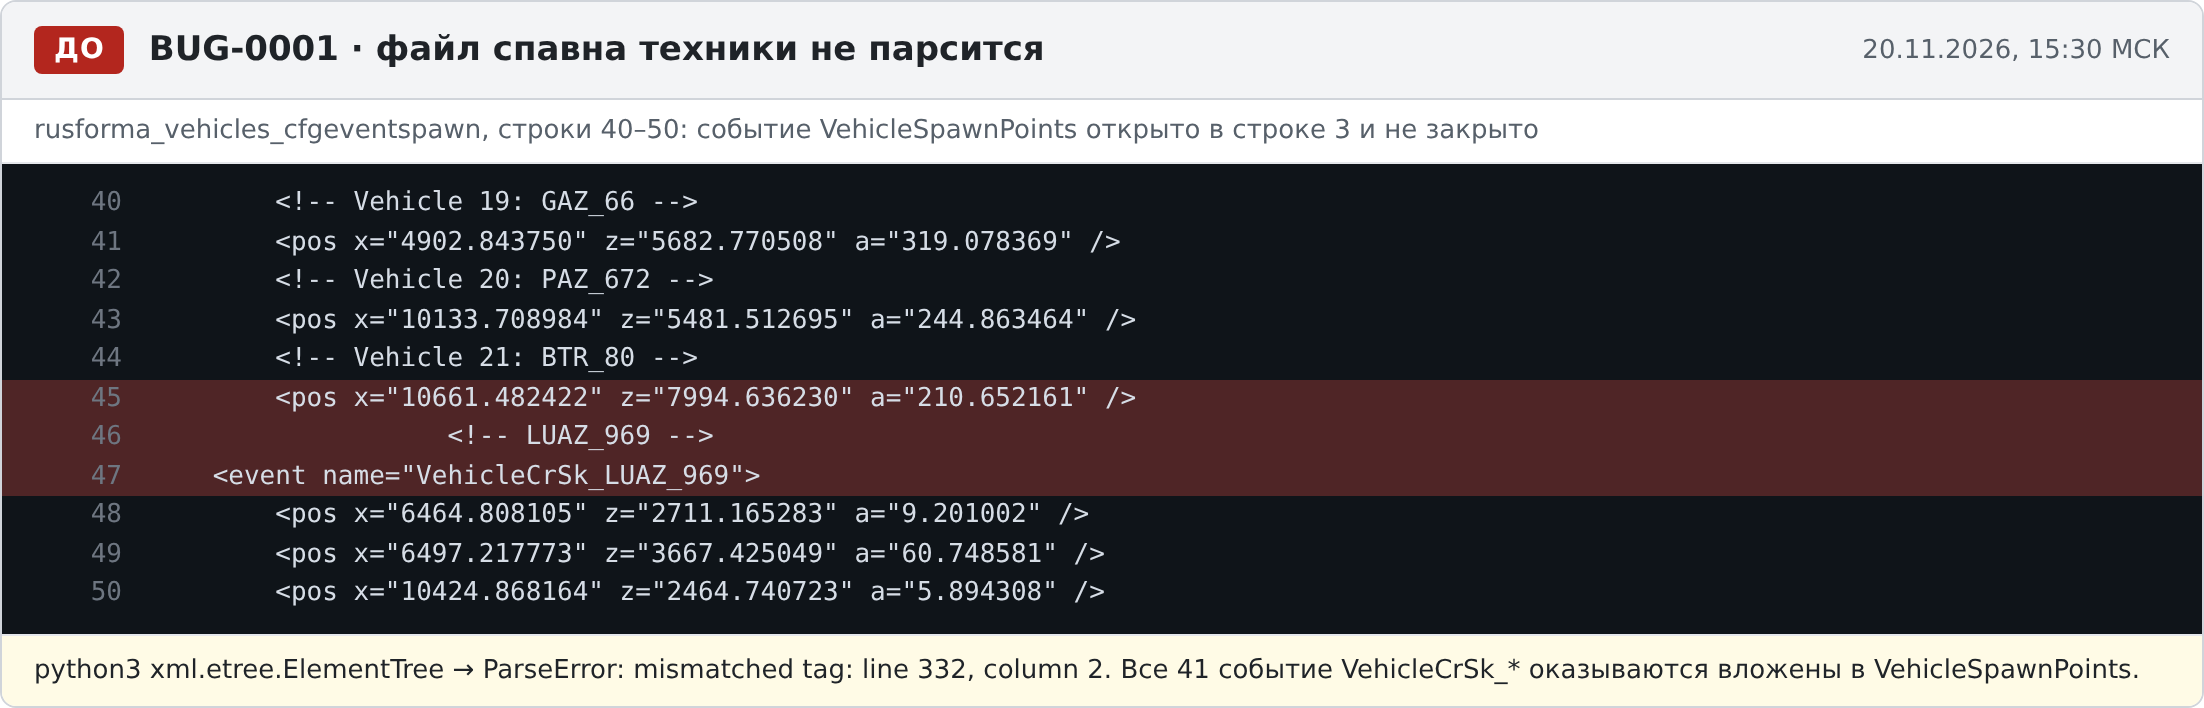 ДО BUG-0001 · файл спавна техники не парсится 20.11.2026, 15:30 МСК
rusforma_vehicles_cfgeventspawn, строки 40–50: событие VehicleSpawnPoints открыто в строке 3 и не закрыто
40 <!-- Vehicle 19: GAZ_66 -->
41 <pos x="4902.843750" z="5682.770508" a="319.078369" />
42 <!-- Vehicle 20: PAZ_672 -->
43 <pos x="10133.708984" z="5481.512695" a="244.863464" />
44 <!-- Vehicle 21: BTR_80 -->
45 <pos x="10661.482422" z="7994.636230" a="210.652161" />
46 <!-- LUAZ_969 -->
47 <event name="VehicleCrSk_LUAZ_969">
48 <pos x="6464.808105" z="2711.165283" a="9.201002" />
49 <pos x="6497.217773" z="3667.425049" a="60.748581" />
50 <pos x="10424.868164" z="2464.740723" a="5.894308" />
python3 xml.etree.ElementTree → ParseError: mismatched tag: line 332, column 2. Все 41 событие VehicleCrSk_* оказываются вложены в VehicleSpawnPoints.